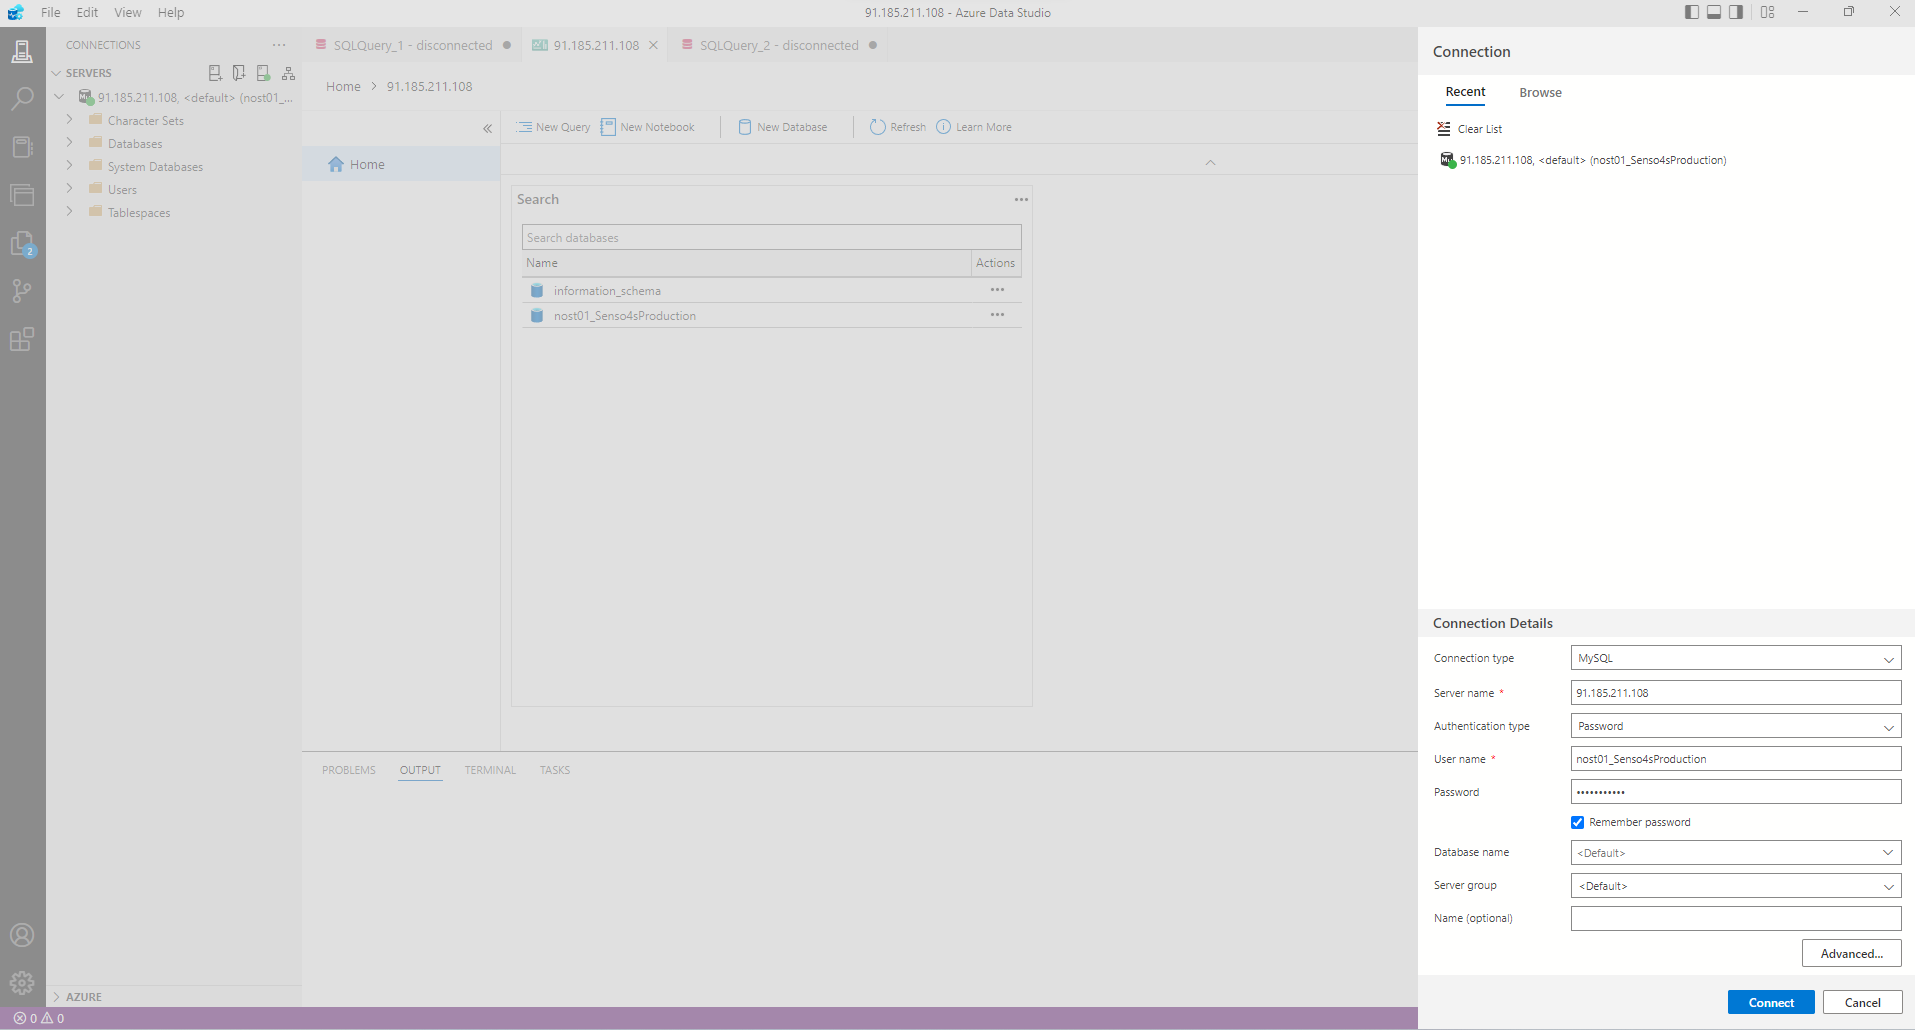 File Edit View Help
91.185.211.108 - Azure Data Studio
CONNECTIONS
SERVERS
91.185.211.108, <default> (nost01_...
Character Sets
Databases
System Databases
Users
Tablespaces
AZURE
2
0 0
SQLQuery_1 - disconnected
91.185.211.108
SQLQuery_2 - disconnected
Home > 91.185.211.108
New Query New Notebook New Database Refresh Learn More
Home
Search
Search databases
Name Actions
information_schema
nost01_Senso4sProduction
PROBLEMS OUTPUT TERMINAL TASKS
Connection
Recent Browse
Clear List
91.185.211.108, <default> (nost01_Senso4sProduction)
Connection Details
Connection type MySQL
Server name * 91.185.211.108
Authentication type Password
User name * nost01_Senso4sProduction
Password •••••••••••
Remember password
Database name <Default>
Server group <Default>
Name (optional)
Advanced...
Connect Cancel